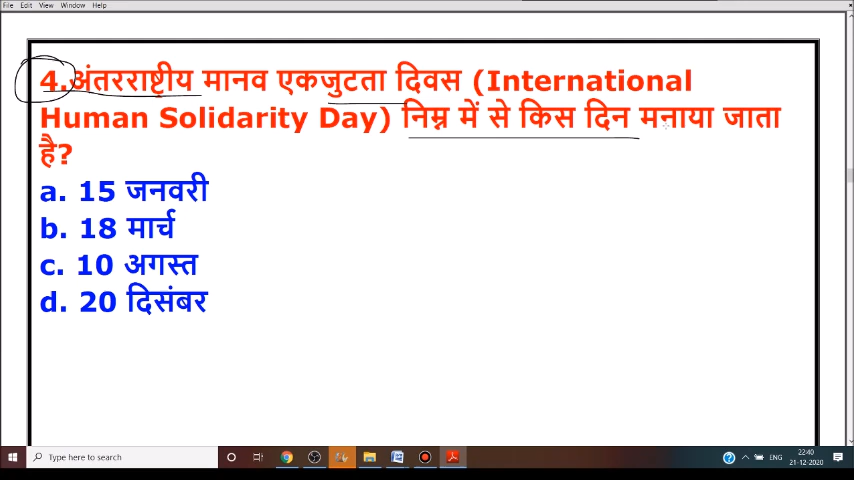 File Edit View Window Help
4.अंतरराष्ट्रीय मानव एकजुटता दिवस (International
Human Solidarity Day) निम्न में से किस दिन मनाया जाता
है?
a. 15 जनवरी
b. 18 मार्च
c. 10 अगस्त
d. 20 दिसंबर
Type here to search
ENG
22:40
21-12-2020